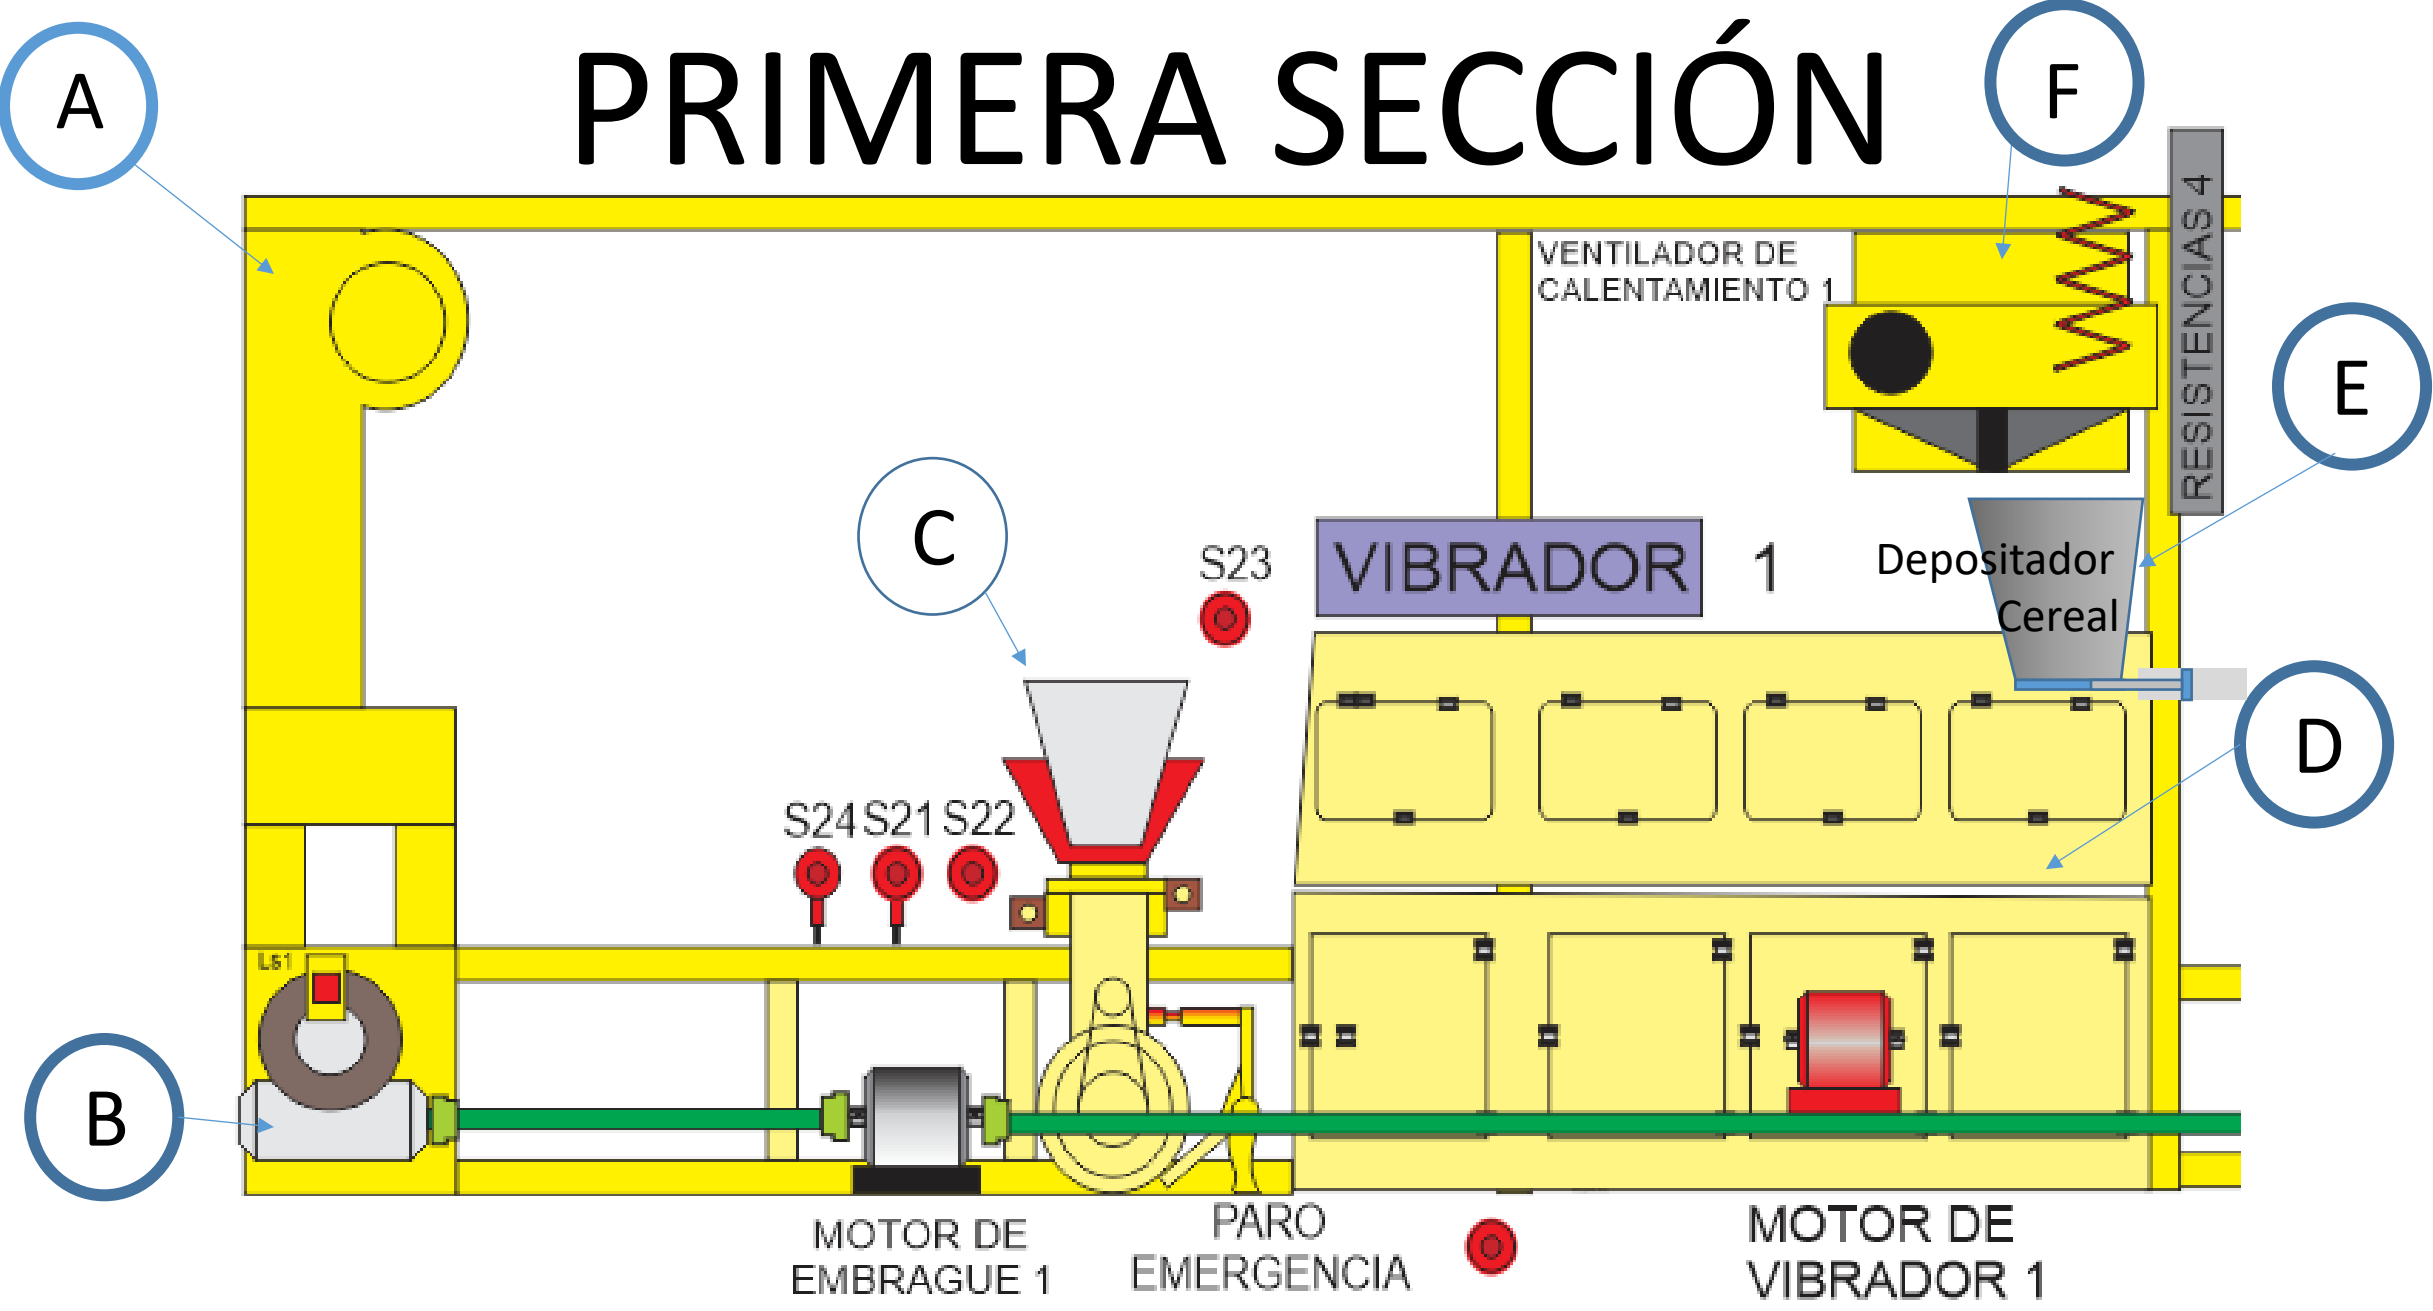 PRIMERA SECCIÓN
A
F
VENTILADOR DE
CALENTAMIENTO 1
RESISTENCIAS 4
E
C
S23
VIBRADOR 1
Depositador
Cereal
D
S24 S21 S22
Ls1
B
MOTOR DE
EMBRAGUE 1
PARO
EMERGENCIA
MOTOR DE
VIBRADOR 1